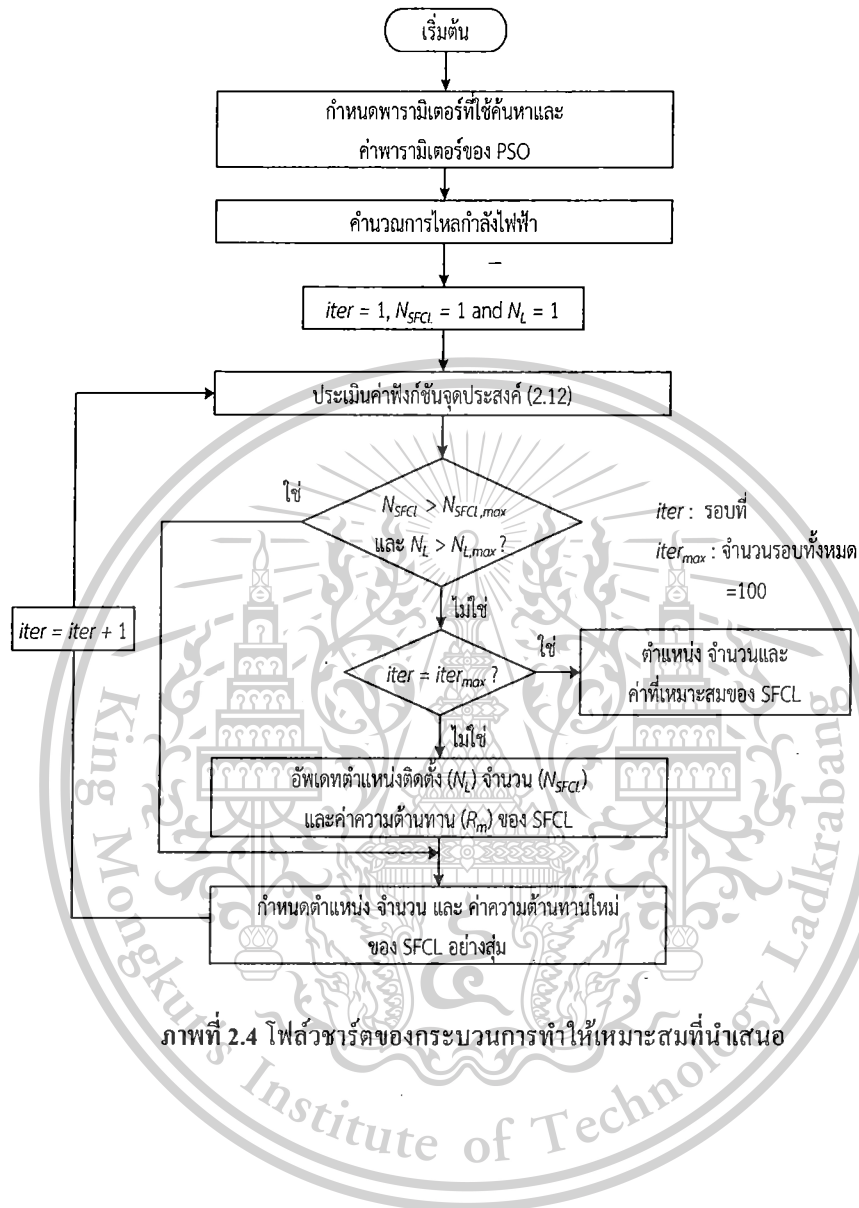 เริ่มต้น
กำหนดพารามิเตอร์ที่ใช้ค้นหาและ
ค่าพารามิเตอร์ของ PSO
คำนวณการไหลกำลังไฟฟ้า
iter = 1, N_SFCL = 1 and N_L = 1
ประเมินค่าฟังก์ชันจุดประสงค์ (2.12)
ใช่
N_SFCL > N_SFCL,max
และ N_L > N_L,max ?
iter : รอบที่
iter_max : จำนวนรอบทั้งหมด
=100
ไม่ใช่
iter = iter + 1
iter = iter_max ?
ใช่
ตำแหน่ง จำนวนและ
ค่าที่เหมาะสมของ SFCL
ไม่ใช่
อัพเดทตำแหน่งติดตั้ง (N_L) จำนวน (N_SFCL)
และค่าความต้านทาน (R_m) ของ SFCL
กำหนดตำแหน่ง จำนวน และ ค่าความต้านทานใหม่
ของ SFCL อย่างสุ่ม
ภาพที่ 2.4 โฟล์วชาร์ตของกระบวนการทำให้เหมาะสมที่นำเสนอ
King Mongkut's Institute of Technology Ladkrabang